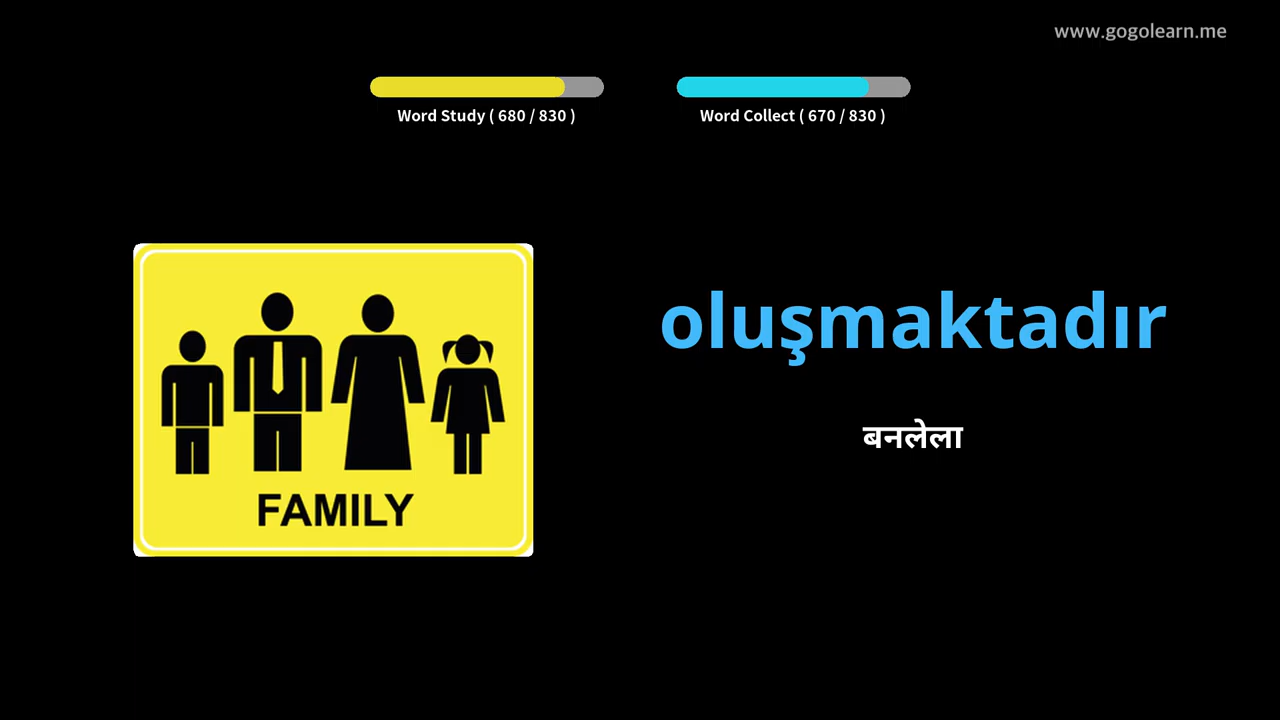 www.gogolearn.me
Word Study ( 680 / 830 )
Word Collect ( 670 / 830 )
FAMILY
oluşmaktadır
बनलेला